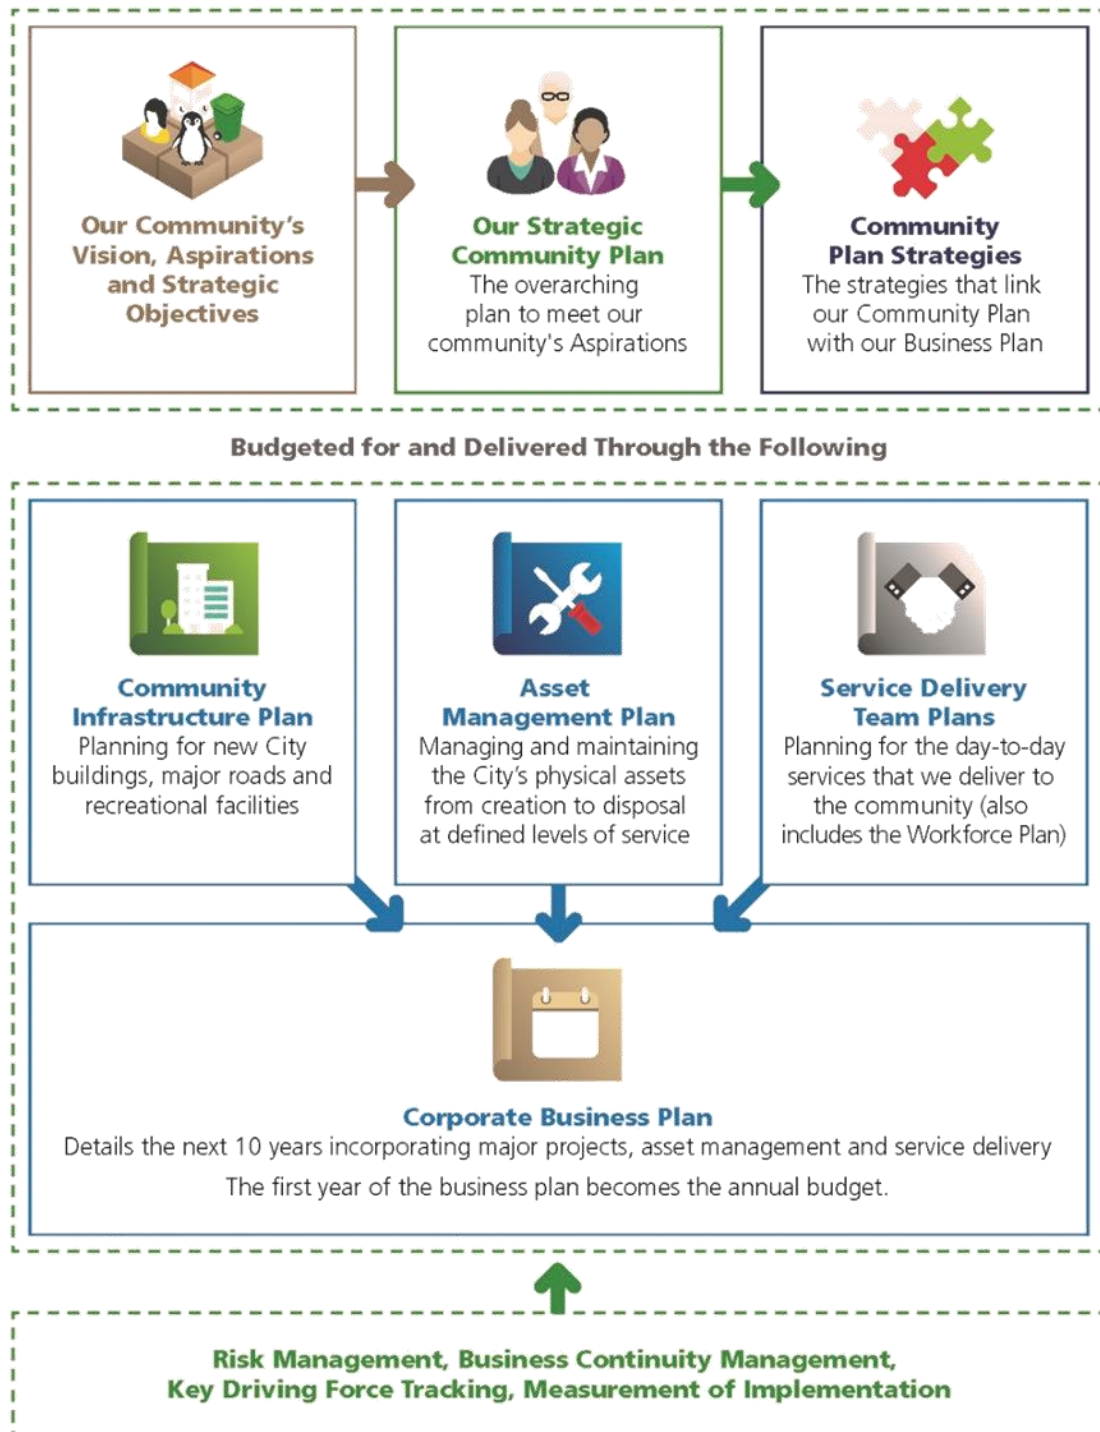 Our Community’s
Vision, Aspirations
and Strategic
Objectives
Our Strategic
Community Plan
The overarching
plan to meet our
community's Aspirations
Community
Plan Strategies
The strategies that link
our Community Plan
with our Business Plan
Budgeted for and Delivered Through the Following
Community
Infrastructure Plan
Planning for new City
buildings, major roads and
recreational facilities
Asset
Management Plan
Managing and maintaining
the City’s physical assets
from creation to disposal
at defined levels of service
Service Delivery
Team Plans
Planning for the day-to-day
services that we deliver to
the community (also
includes the Workforce Plan)
Corporate Business Plan
Details the next 10 years incorporating major projects, asset management and service delivery
The first year of the business plan becomes the annual budget.
Risk Management, Business Continuity Management,
Key Driving Force Tracking, Measurement of Implementation